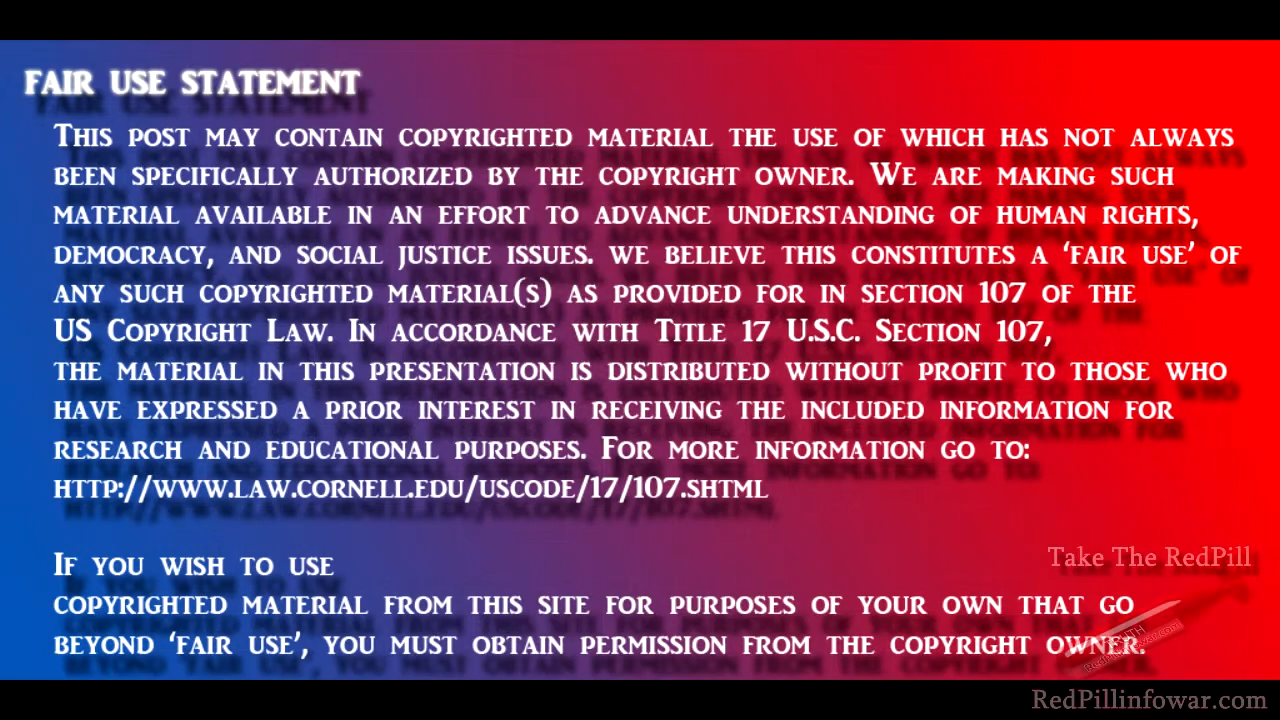 FAIR USE STATEMENT
THIS POST MAY CONTAIN COPYRIGHTED MATERIAL THE USE OF WHICH HAS NOT ALWAYS
BEEN SPECIFICALLY AUTHORIZED BY THE COPYRIGHT OWNER. WE ARE MAKING SUCH
MATERIAL AVAILABLE IN AN EFFORT TO ADVANCE UNDERSTANDING OF HUMAN RIGHTS,
DEMOCRACY, AND SOCIAL JUSTICE ISSUES. WE BELIEVE THIS CONSTITUTES A ‘FAIR USE’ OF
ANY SUCH COPYRIGHTED MATERIAL(S) AS PROVIDED FOR IN SECTION 107 OF THE
US COPYRIGHT LAW. IN ACCORDANCE WITH TITLE 17 U.S.C. SECTION 107,
THE MATERIAL IN THIS PRESENTATION IS DISTRIBUTED WITHOUT PROFIT TO THOSE WHO
HAVE EXPRESSED A PRIOR INTEREST IN RECEIVING THE INCLUDED INFORMATION FOR
RESEARCH AND EDUCATIONAL PURPOSES. FOR MORE INFORMATION GO TO:
HTTP://WWW.LAW.CORNELL.EDU/USCODE/17/107.SHTML
IF YOU WISH TO USE
COPYRIGHTED MATERIAL FROM THIS SITE FOR PURPOSES OF YOUR OWN THAT GO
BEYOND ‘FAIR USE’, YOU MUST OBTAIN PERMISSION FROM THE COPYRIGHT OWNER.
Take The RedPill
RedPillinfowar.com